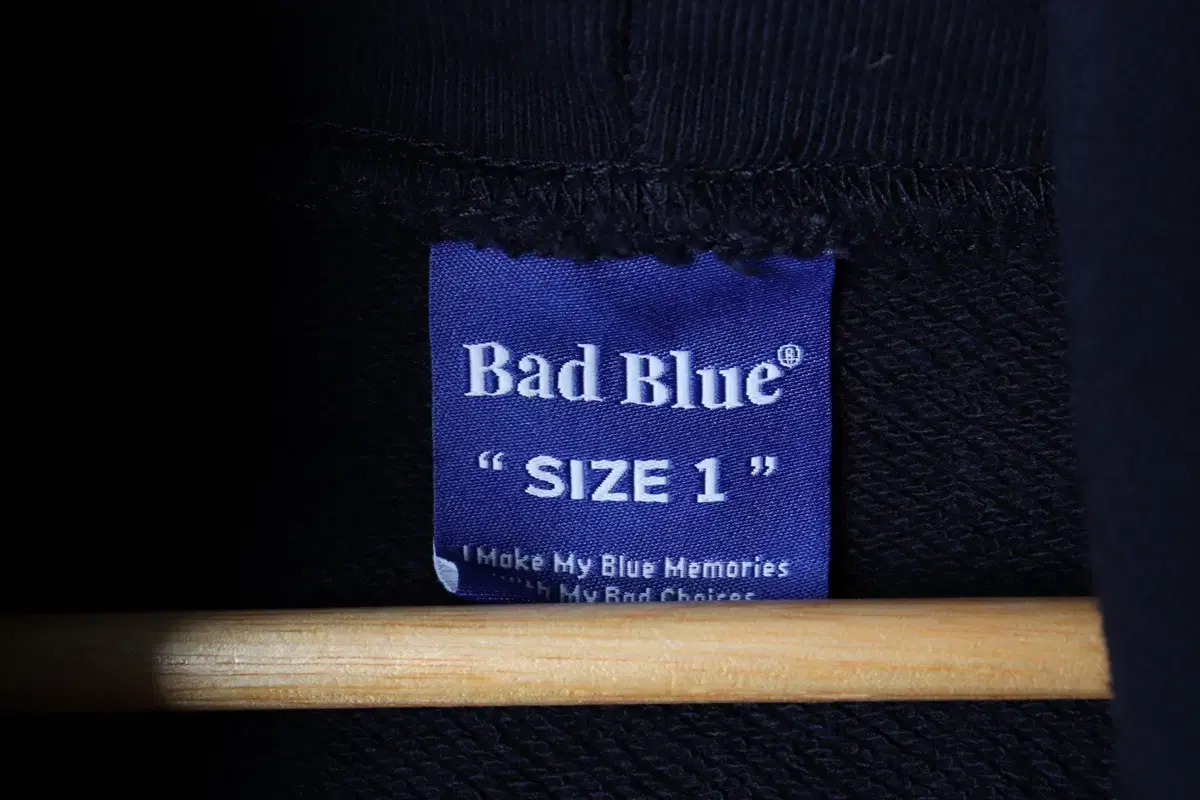 Bad Blue®
“ SIZE 1 ”
I Make My Blue Memories
My Bad Choices